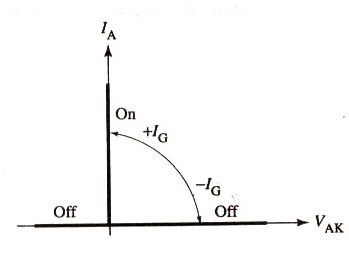 I_A
On
+I_G
−I_G
Off
Off
V_AK